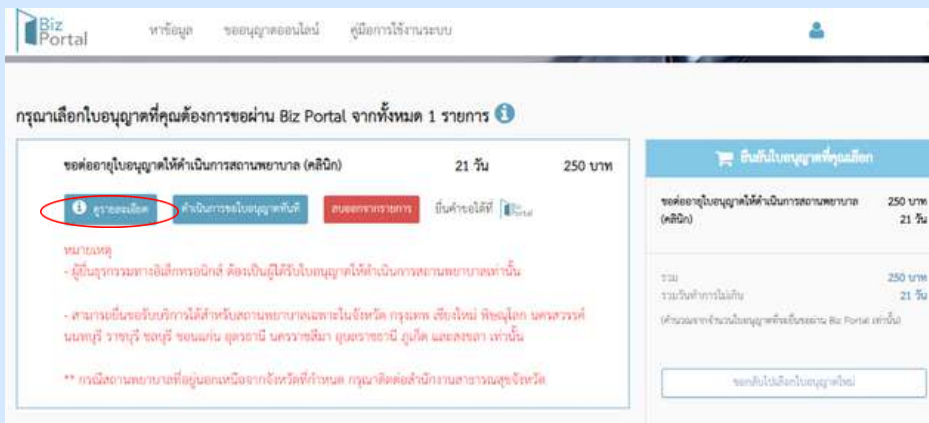 Biz
Portal
หาข้อมูล
ขออนุญาตออนไลน์
คู่มือการใช้งานระบบ
กรุณาเลือกใบอนุญาตที่คุณต้องการขอผ่าน Biz Portal จากทั้งหมด 1 รายการ
ขอต่ออายุใบอนุญาตให้ดำเนินการสถานพยาบาล (คลินิก) 21 วัน 250 บาท
ดูรายละเอียด
ดำเนินการขอใบอนุญาตทันที
ลบออกจากรายการ
ยื่นคำขอได้ที่ Biz Portal
หมายเหตุ
- ผู้ยื่นธุรกรรมทางอิเล็กทรอนิกส์ ต้องเป็นผู้ได้รับใบอนุญาตให้ดำเนินการสถานพยาบาลเท่านั้น
- สามารถยื่นขอรับบริการได้สำหรับสถานพยาบาลเฉพาะในจังหวัด กรุงเทพ เชียงใหม่ พิษณุโลก นครสวรรค์
นนทบุรี ราชบุรี ชลบุรี ขอนแก่น อุดรธานี นครราชสีมา อุบลราชธานี ภูเก็ต และสงขลา เท่านั้น
** กรณีสถานพยาบาลที่อยู่นอกเหนือจากจังหวัดที่กำหนด กรุณาติดต่อสำนักงานสาธารณสุขจังหวัด
ยืนยันใบอนุญาตที่คุณเลือก
ขอต่ออายุใบอนุญาตให้ดำเนินการสถานพยาบาล 250 บาท
(คลินิก) 21 วัน
รวม 250 บาท
รวมวันทำการไม่เกิน 21 วัน
(คำนวณจากจำนวนใบอนุญาตที่จะยื่นขอผ่าน Biz Portal เท่านั้น)
ขอกลับไปเลือกใบอนุญาตใหม่